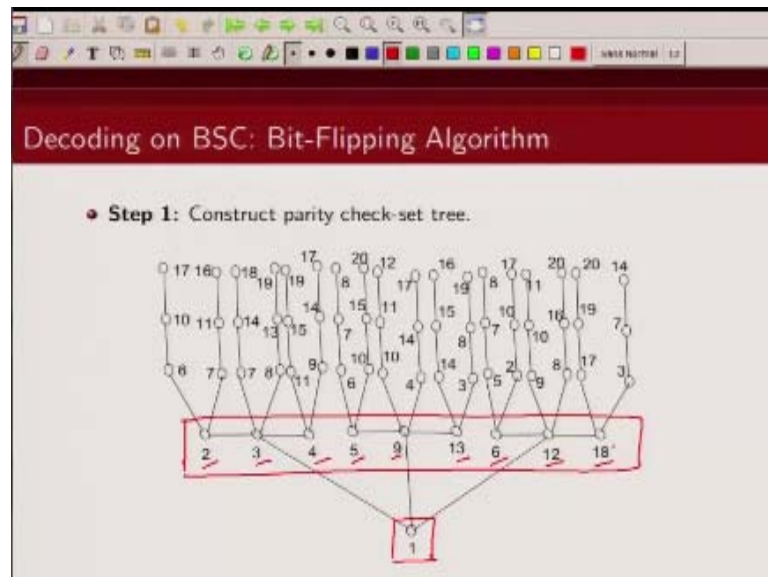 T
Sans Normal 12
Decoding on BSC: Bit-Flipping Algorithm
Step 1: Construct parity check-set tree.
17 16 18 19 19 17 8 20 12 17 16 19 8 17 11 20 20 14
10 11 14 13 15 14 7 15 11 14 15 8 7 10 10 16 19 7
6 7 7 8 11 9 6 10 10 4 14 3 5 2 9 8 17 3
2 3 4 5 9 13 6 12 18
1